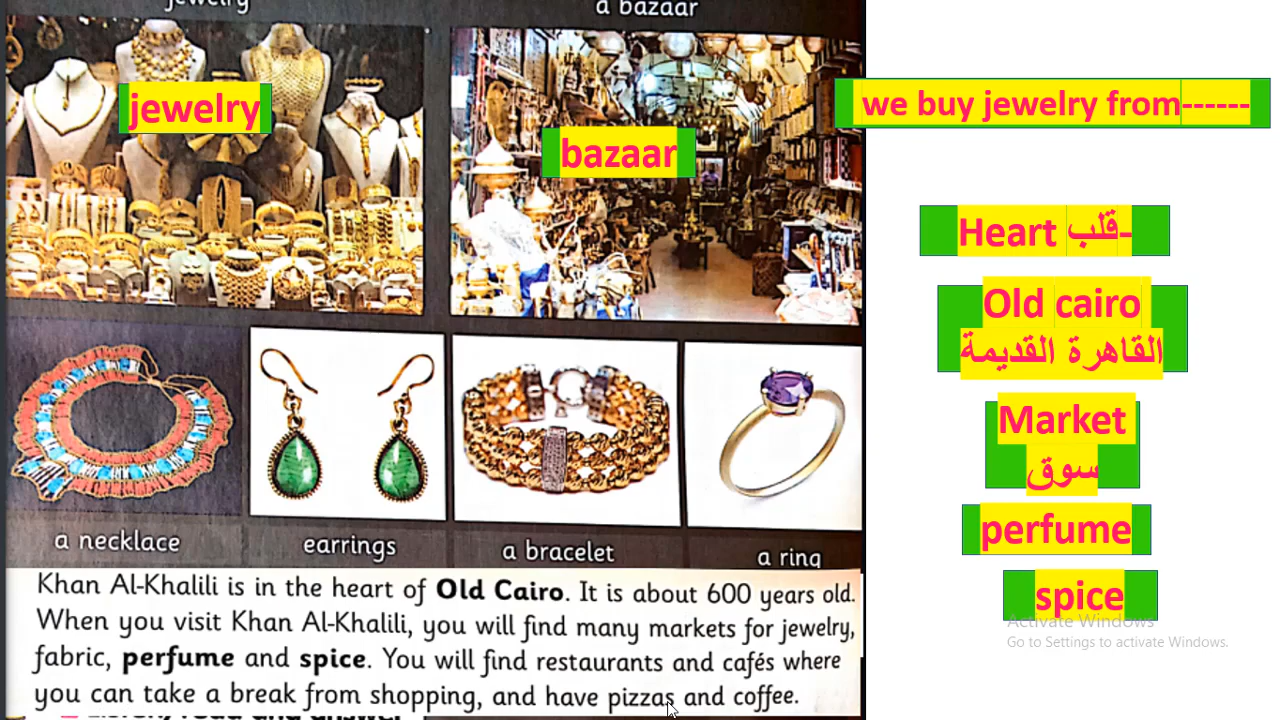 jewelry
a bazaar
jewelry
bazaar
we buy jewelry from------
Heart قلب-
Old cairo
القاهرة القديمة
Market
سوق
perfume
spice
a necklace
earrings
a bracelet
a ring
Khan Al-Khalili is in the heart of Old Cairo. It is about 600 years old.
When you visit Khan Al-Khalili, you will find many markets for jewelry,
fabric, perfume and spice. You will find restaurants and cafés where
you can take a break from shopping, and have pizzas and coffee.
Listen, read and answer
Activate Windows
Go to Settings to activate Windows.